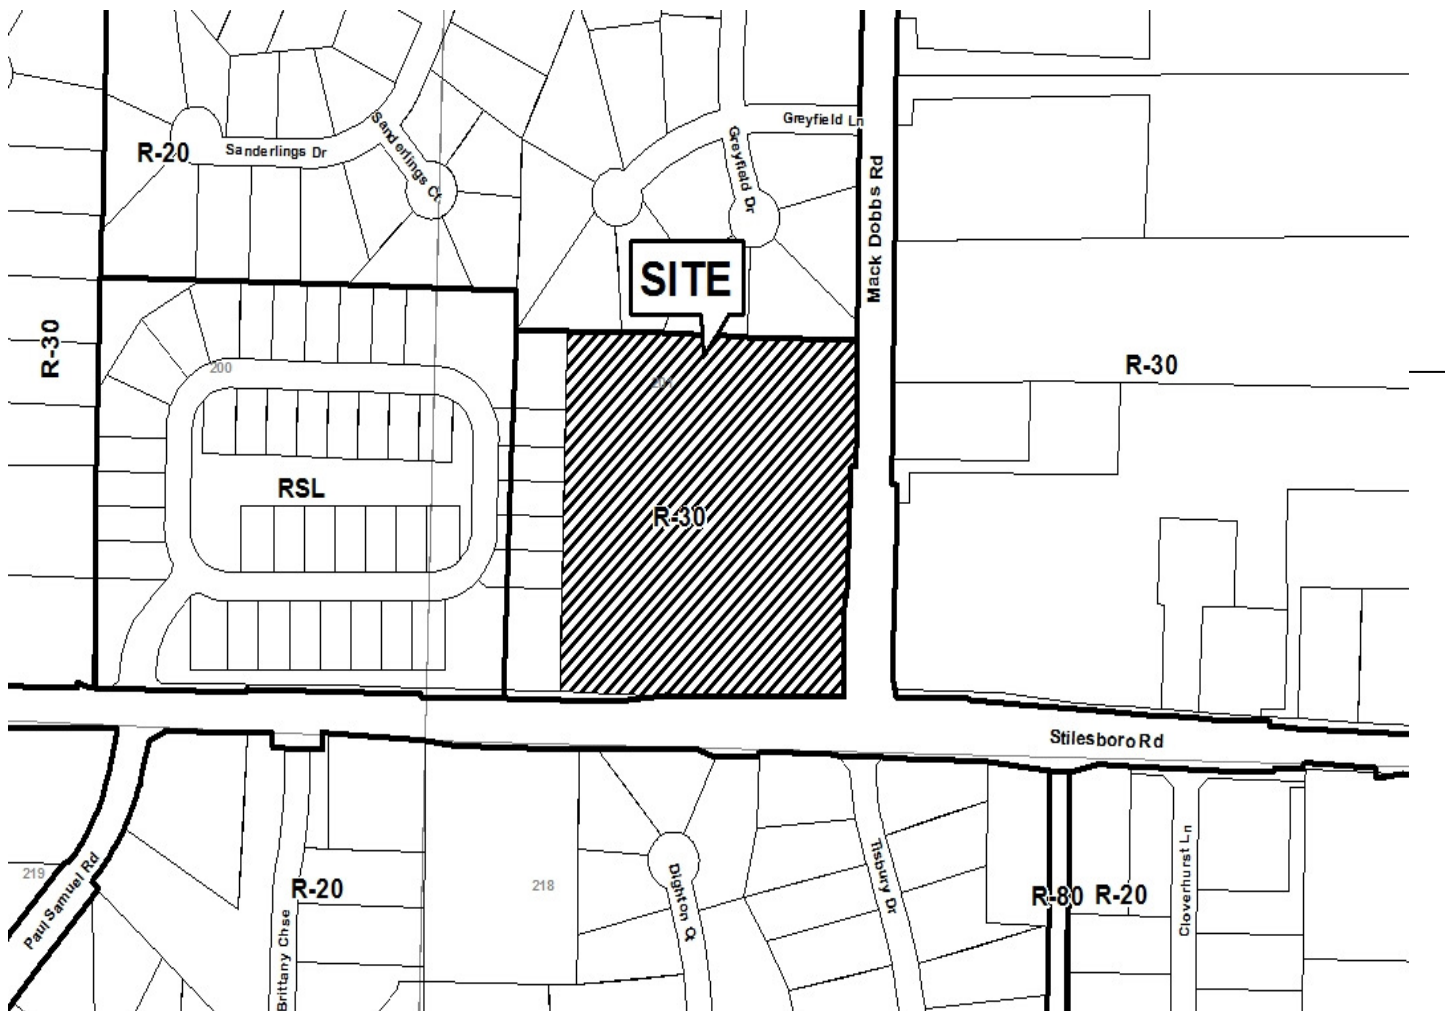 Greyfield Ln
Sanderlings Ct
R-20
Sanderlings Dr
Greyfield Dr
Mack Dobbs Rd
SITE
R-30
200
201
R-30
RSL
R-30
Stilesboro Rd
219
Paul Samuel Rd
R-20
218
Dighton Ct
Tisbury Dr
R-80
R-20
Cloverhurst Ln
Brittany Chse